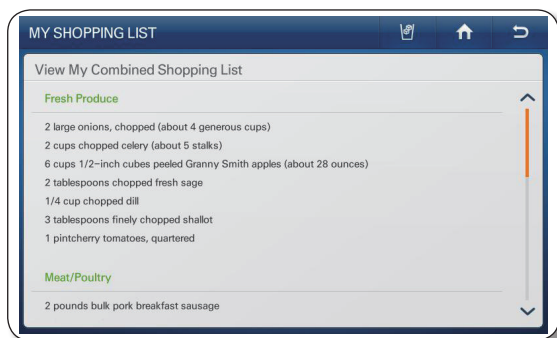 MY SHOPPING LIST
View My Combined Shopping List
Fresh Produce
2 large onions, chopped (about 4 generous cups)
2 cups chopped celery (about 5 stalks)
6 cups 1/2-inch cubes peeled Granny Smith apples (about 28 ounces)
2 tablespoons chopped fresh sage
1/4 cup chopped dill
3 tablespoons finely chopped shallot
1 pintcherry tomatoes, quartered
Meat/Poultry
2 pounds bulk pork breakfast sausage